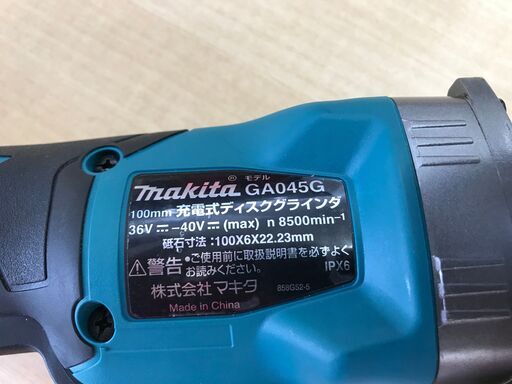 ® モデル
makita GA045G
100mm 充電式ディスクグラインダ
36V⎓-40V⎓(max) n 8500min-1
砥石寸法:100X6X22.23mm
⚠警告 •ご使用前に取扱説明書を必ずよく
お読みください。 IPX6
株式会社マキタ 858G52-5
Made in China